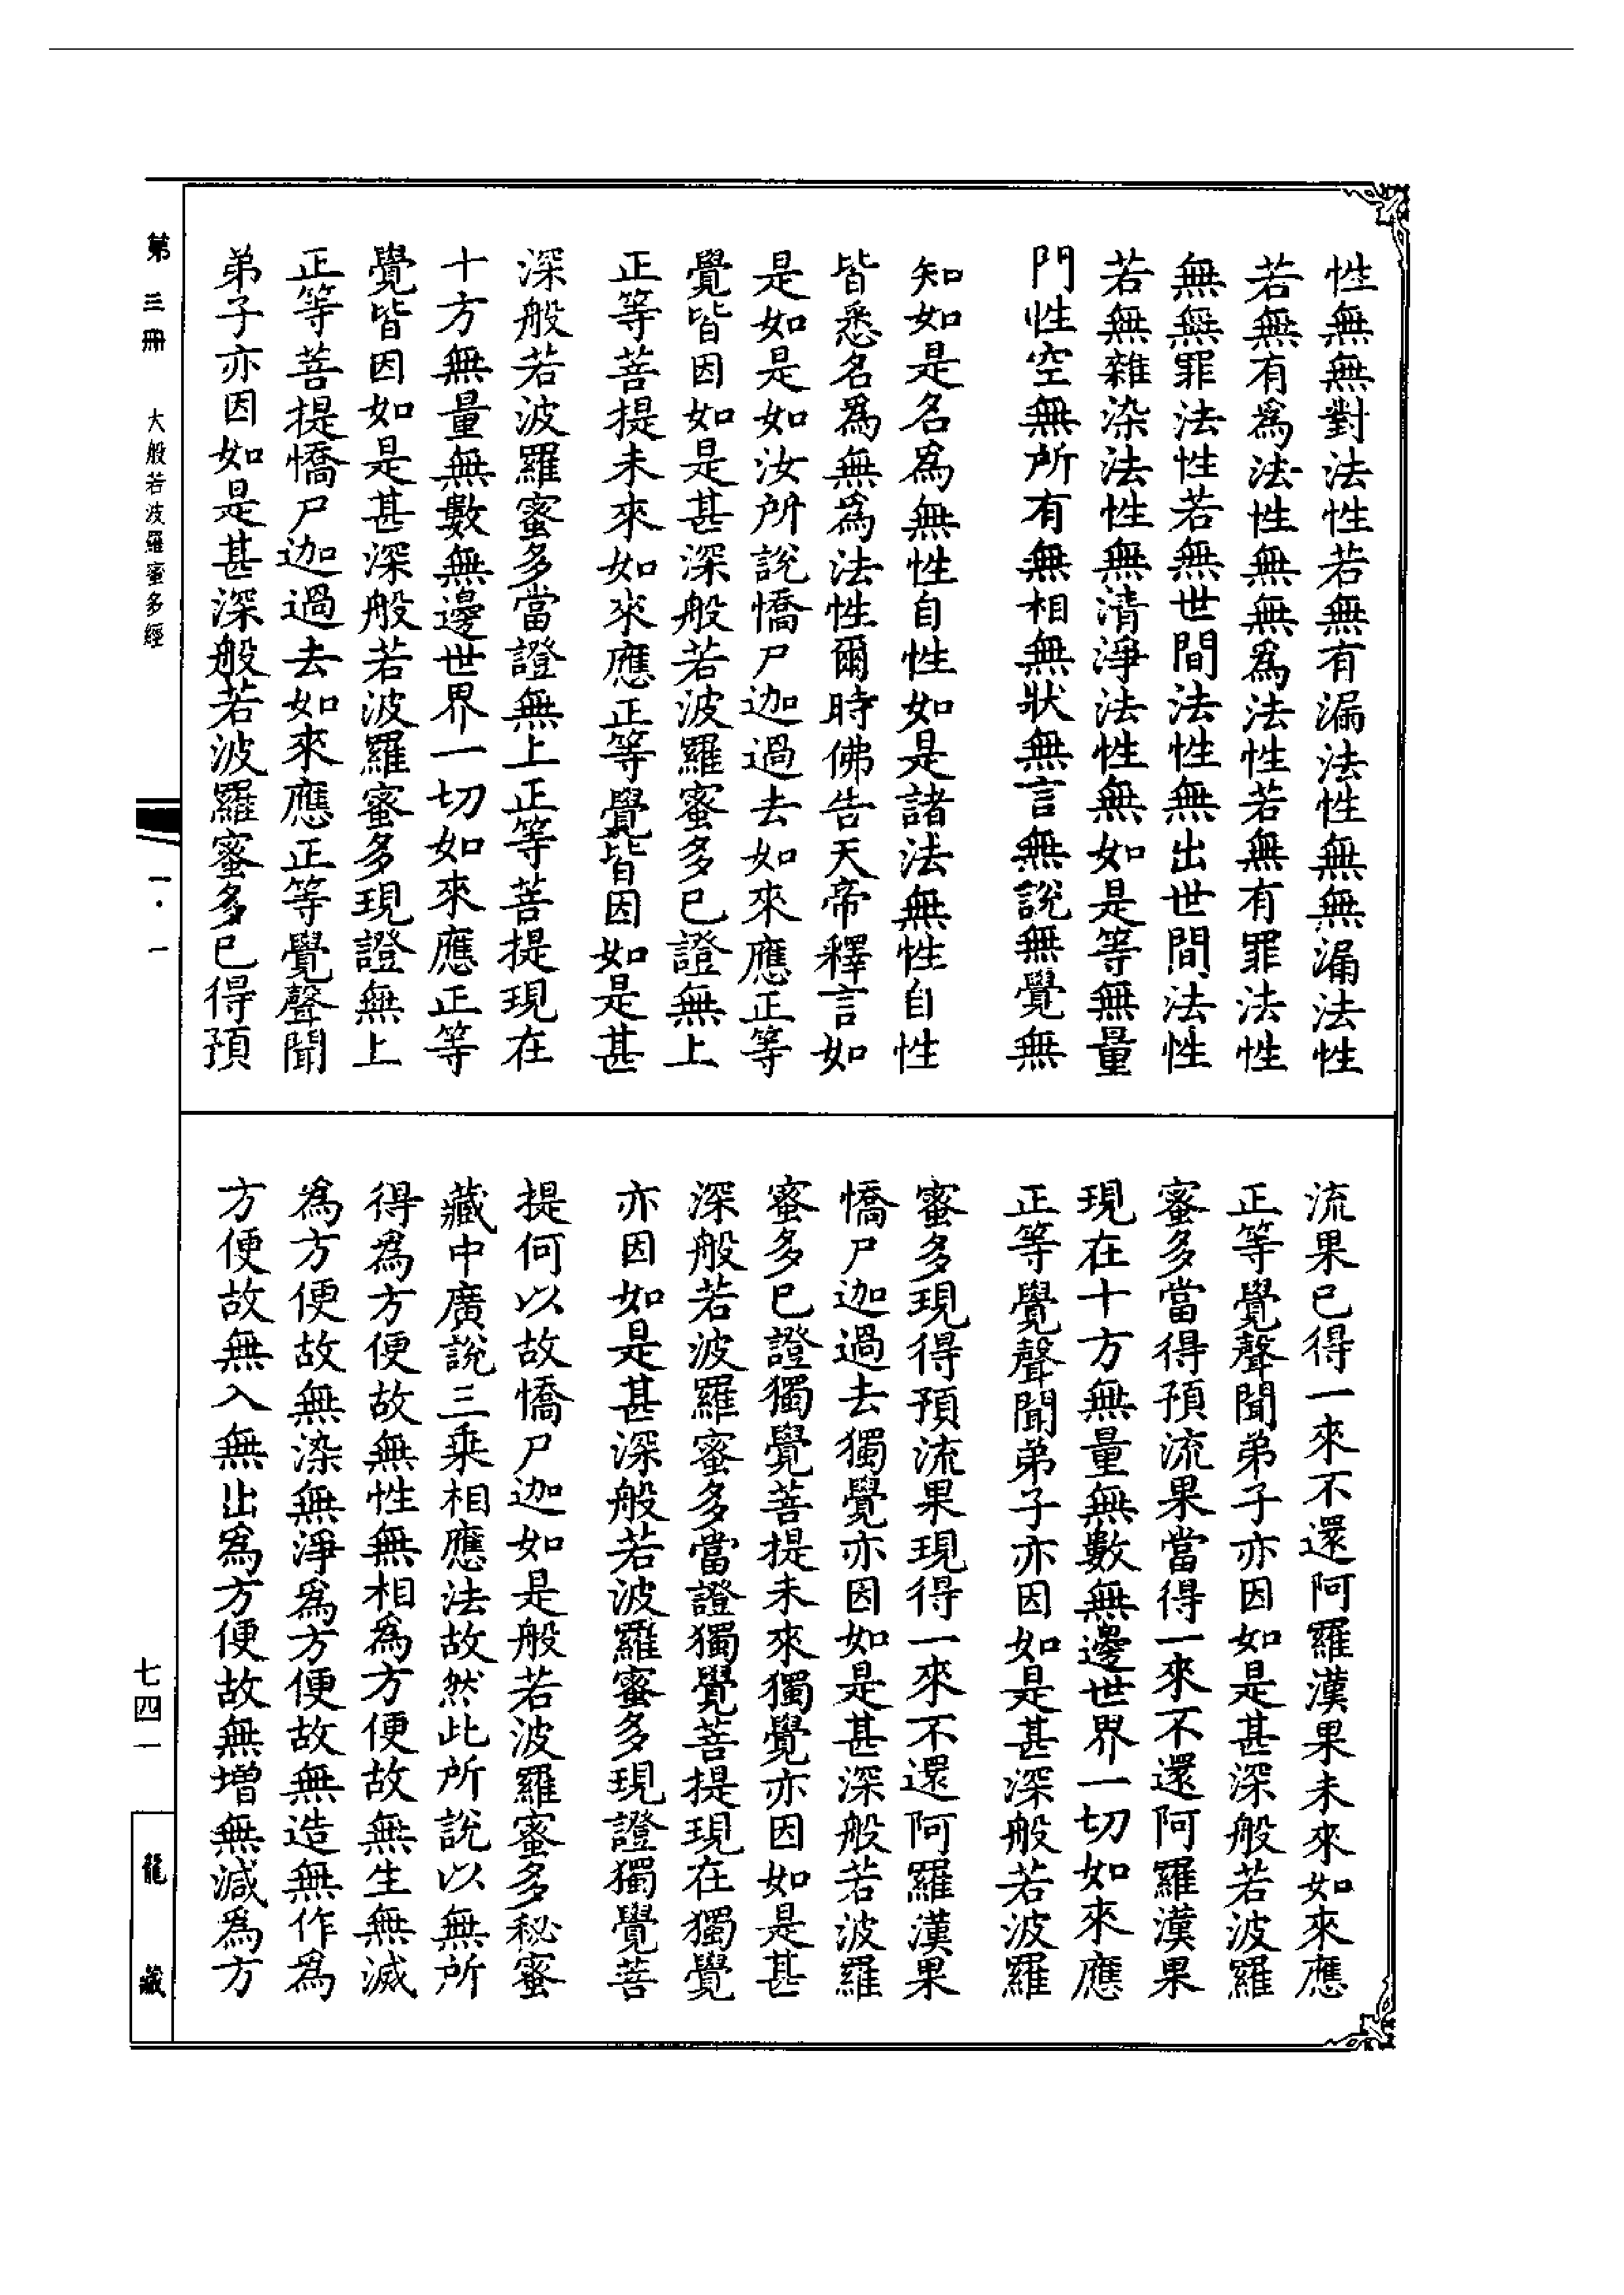 性無無對法性若無有漏法性無無漏法性
若無有爲法性無無爲法性若無有罪法性
無無罪法性若無世間法性無出世間法性
若無雜染法性無清淨法性無如是等無量
門性空無所有無相無狀無言無說無覺無
知如是名爲無性自性如是諸法無性自性
皆悉名爲無爲法性爾時佛告天帝釋言如
是如是如汝所說憍尸迦過去如來應正等
覺皆因如是甚深般若波羅蜜多已證無上
正等菩提未來如來應正等覺皆因如是甚
深般若波羅蜜多當證無上正等菩提現在
十方無量無數無邊世界一切如來應正等
覺皆因如是甚深般若波羅蜜多現證無上
正等菩提憍尸迦過去如來應正等覺聲聞
弟子亦因如是甚深般若波羅蜜多已得預
流果已得一來不還阿羅漢果未來如來應
正等覺聲聞弟子亦因如是甚深般若波羅
蜜多當得預流果當得一來不還阿羅漢果
現在十方無量無數無邊世界一切如來應
正等覺聲聞弟子亦因如是甚深般若波羅
蜜多現得預流果現得一來不還阿羅漢果
憍尸迦過去獨覺亦因如是甚深般若波羅
蜜多已證獨覺菩提未來獨覺亦因如是甚
深般若波羅蜜多當證獨覺菩提現在獨覺
亦因如是甚深般若波羅蜜多現證獨覺菩
提何以故憍尸迦如是般若波羅蜜多秘蜜
藏中廣說三乘相應法故然此所說以無所
得爲方便故無性無相爲方便故無生無滅
爲方便故無染無淨爲方便故無造無作爲
方便故無入無出爲方便故無增無減爲方
第三冊 大般若波羅蜜多經 一·一 七四一 龍藏